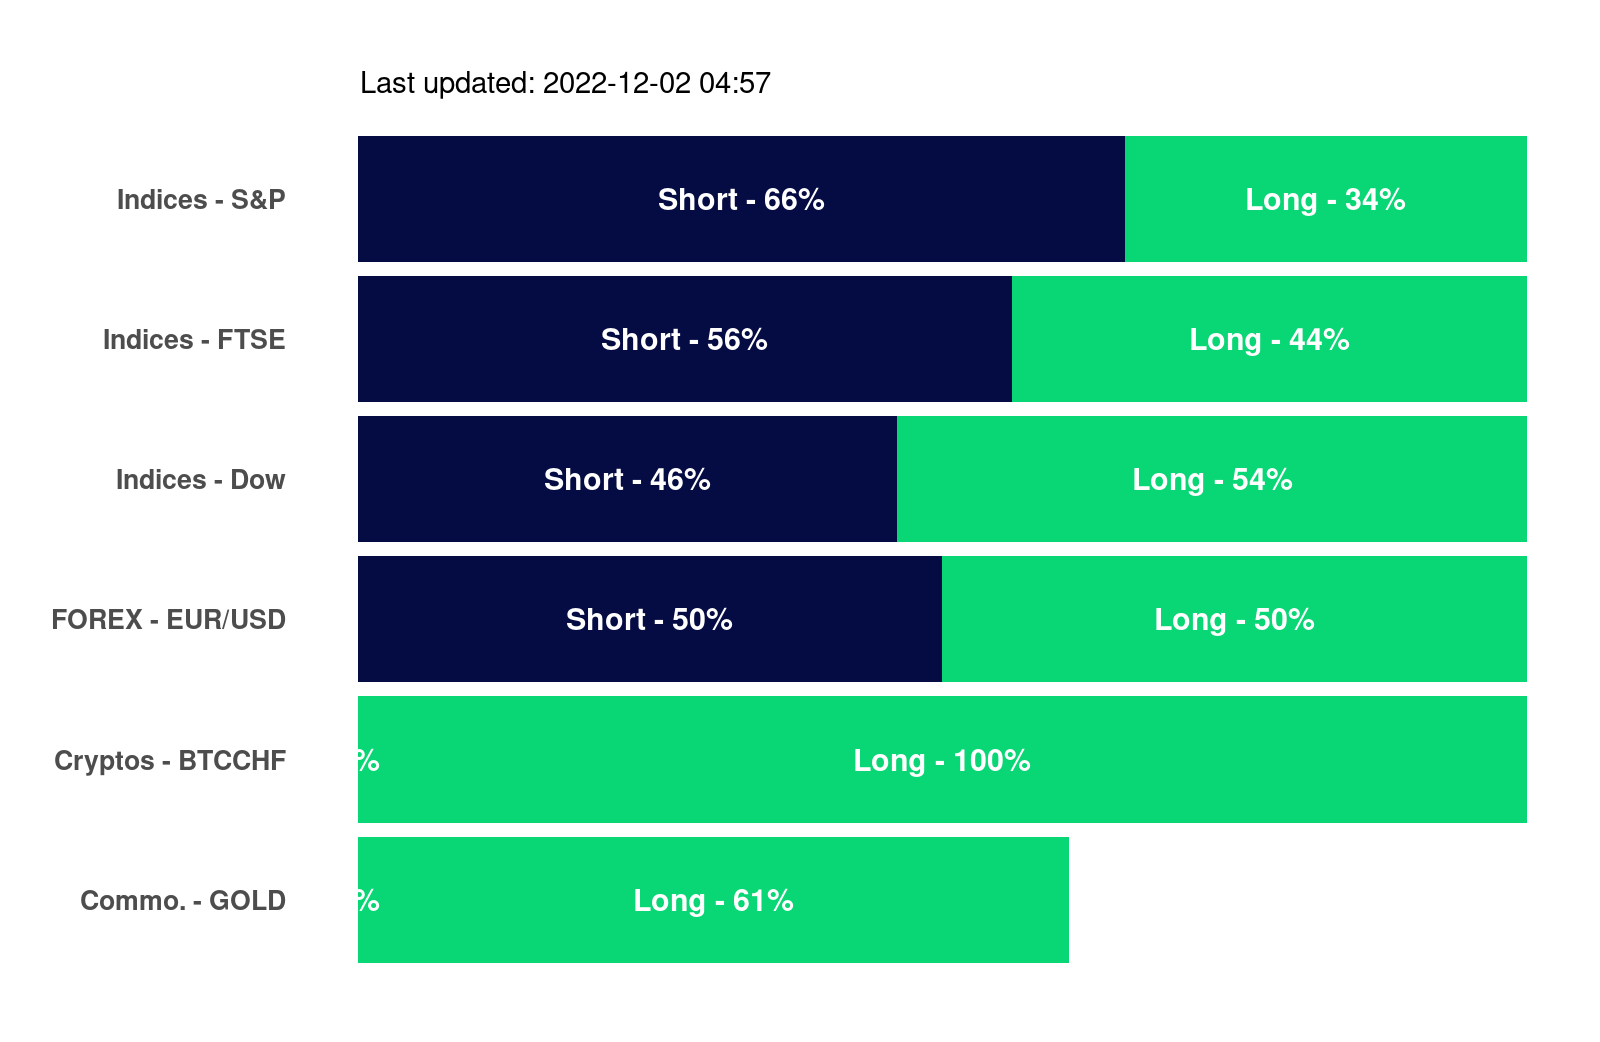 Last updated: 2022-12-02 04:57
Indices - S&P Short - 66% Long - 34%
Indices - FTSE Short - 56% Long - 44%
Indices - Dow Short - 46% Long - 54%
FOREX - EUR/USD Short - 50% Long - 50%
Cryptos - BTCCHF % Long - 100%
Commo. - GOLD % Long - 61%